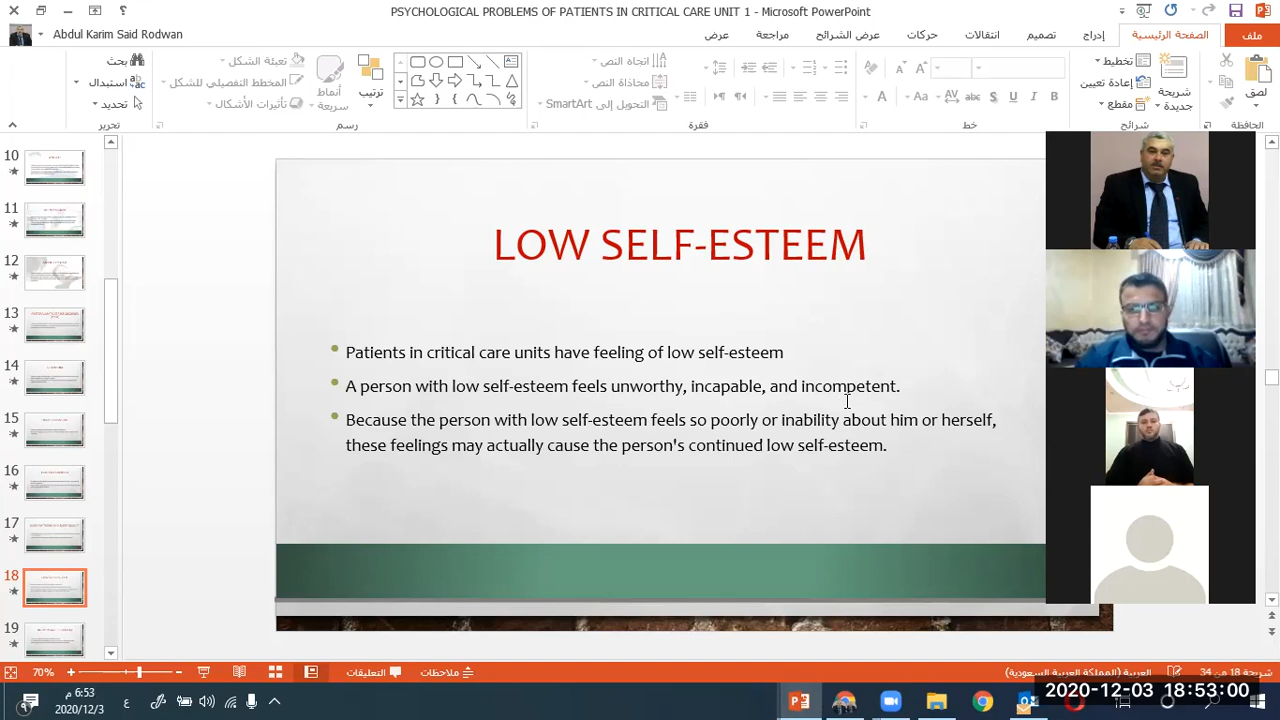 PSYCHOLOGICAL PROBLEMS OF PATIENTS IN CRITICAL CARE UNIT 1 - Microsoft PowerPoint
Abdul Karim Said Rodwan
ملف
الصفحة الرئيسية
إدراج
تصميم
انتقالات
حركات
عرض الشرائح
مراجعة
عرض
لصق
الحافظة
شريحة جديدة
تخطيط
إعادة تعيين
مقطع
شرائح
خط
اتجاه النص
محاذاة النص
التحويل إلى SmartArt
فقرة
ترتيب
أنماط سريعة
تعبئة الشكل
المخطط التفصيلي للشكل
تأثيرات الأشكال
رسم
بحث
استبدال
تحديد
تحرير
10
11
12
13
14
15
16
17
18
19
LOW SELF-ESTEEM
Patients in critical care units have feeling of low self-esteem
A person with low self-esteem feels unworthy, incapable, and incompetent.
Because the person with low self-esteem feels so poorly or inability about him or herself,
these feelings may actually cause the person's continued low self-esteem.
شريحة 18 من 34
العربية (المملكة العربية السعودية)
ملاحظات
التعليقات
70%
2020-12-03 18:53:00
6:53 م
2020/12/3
ع